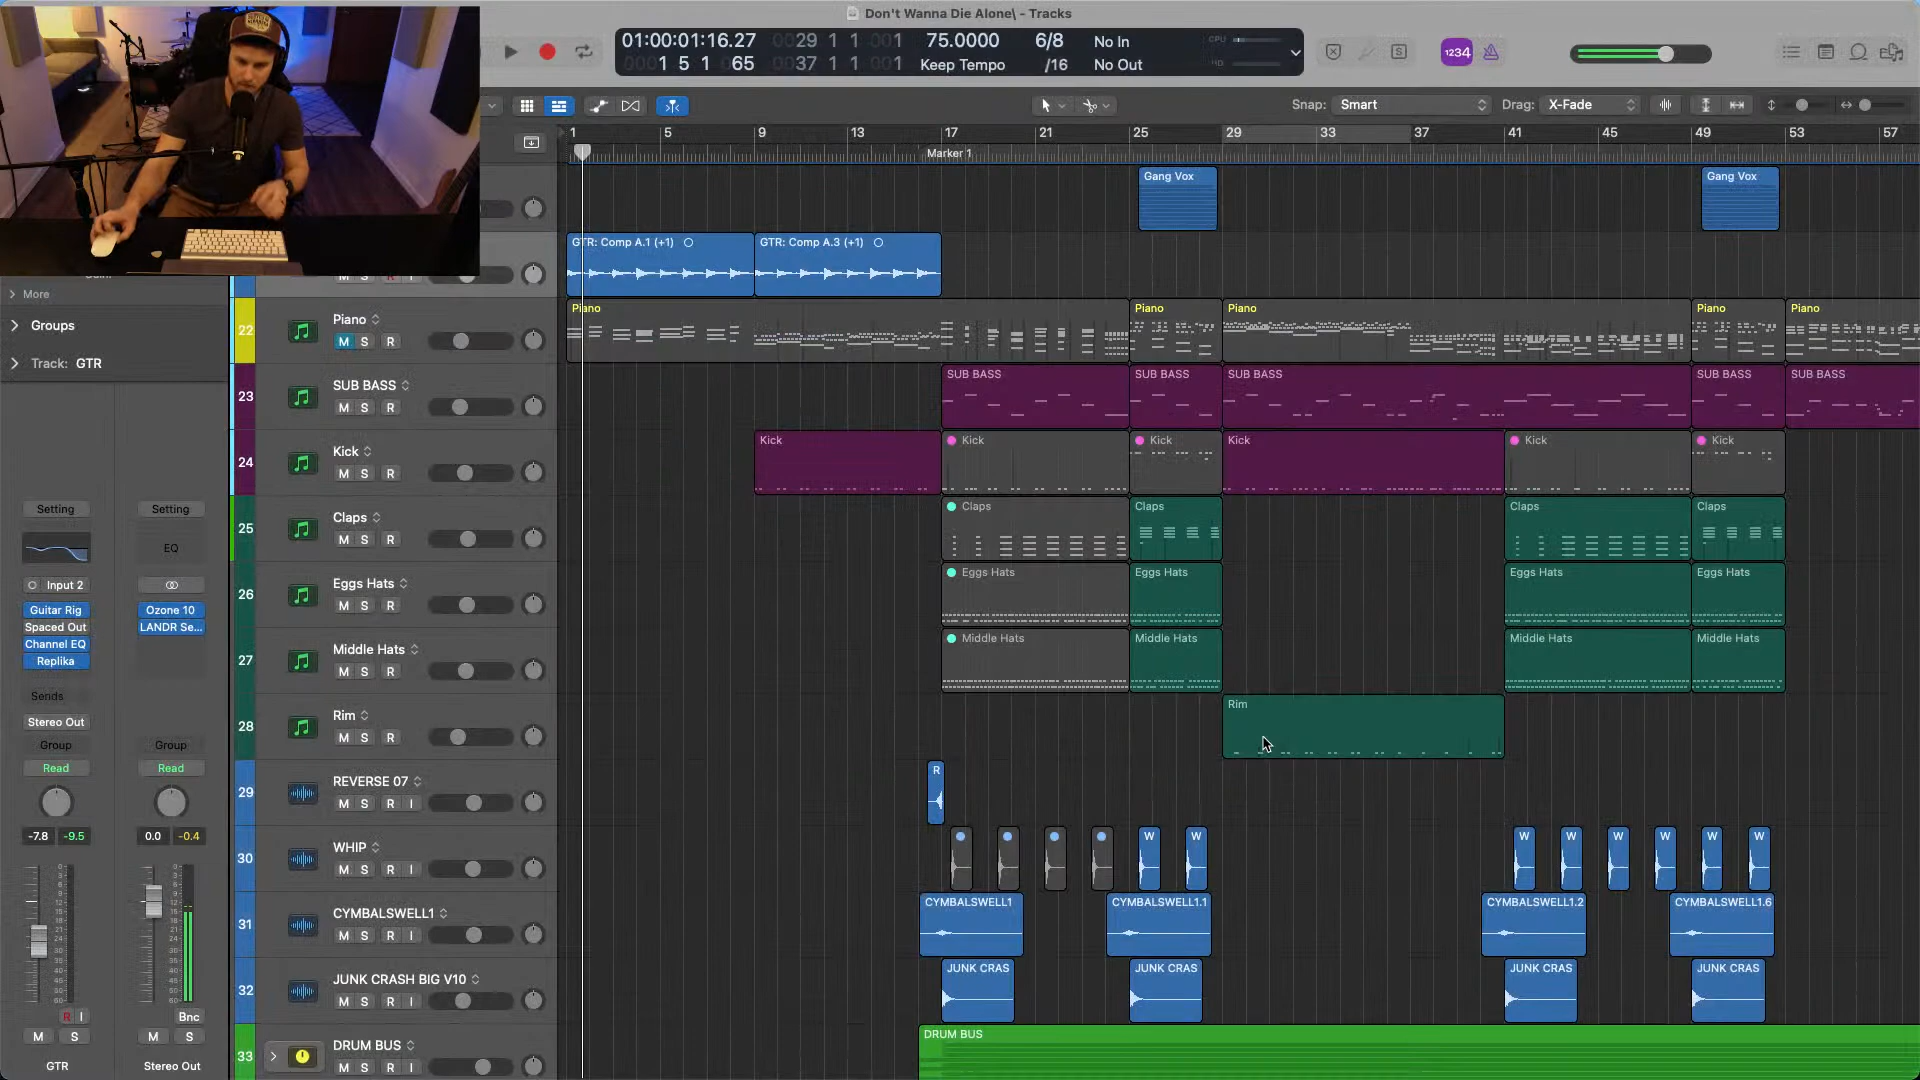 Don't Wanna Die Alone\ - Tracks
01:00:01:16.27 0029 1 1 001 75.0000 6/8 No In CPU
1 5 1 065 0037 1 1 001 Keep Tempo /16 No Out HD
S 1234
Snap: Smart Drag: X-Fade
1 5 9 13 17 21 25 29 33 37 41 45 49 53 57
Marker 1
Gang Vox Gang Vox
GTR: Comp A.1 (+1) GTR: Comp A.3 (+1)
More
Groups
Track: GTR
22 Piano M S R Piano Piano Piano Piano Piano
23 SUB BASS M S R SUB BASS SUB BASS SUB BASS SUB BASS SUB BASS
24 Kick M S R Kick Kick Kick Kick Kick Kick
25 Claps M S R Claps Claps Claps Claps
26 Eggs Hats M S R Eggs Hats Eggs Hats Eggs Hats Eggs Hats
27 Middle Hats M S R Middle Hats Middle Hats Middle Hats Middle Hats
28 Rim M S R Rim
29 REVERSE 07 M S R I R
30 WHIP M S R I W W W W W W W W
31 CYMBALSWELL1 M S R I CYMBALSWELL1 CYMBALSWELL1.1 CYMBALSWELL1.2 CYMBALSWELL1.6
32 JUNK CRASH BIG V10 M S R I JUNK CRAS JUNK CRAS JUNK CRAS JUNK CRAS
33 DRUM BUS M S R I DRUM BUS
Setting Setting
EQ
Input 2
Guitar Rig Ozone 10
Spaced Out LANDR Se...
Channel EQ
Replika
Sends
Stereo Out
Group Group
Read Read
-7.8 -9.5 0.0 -0.4
R I Bnc
M S M S
GTR Stereo Out